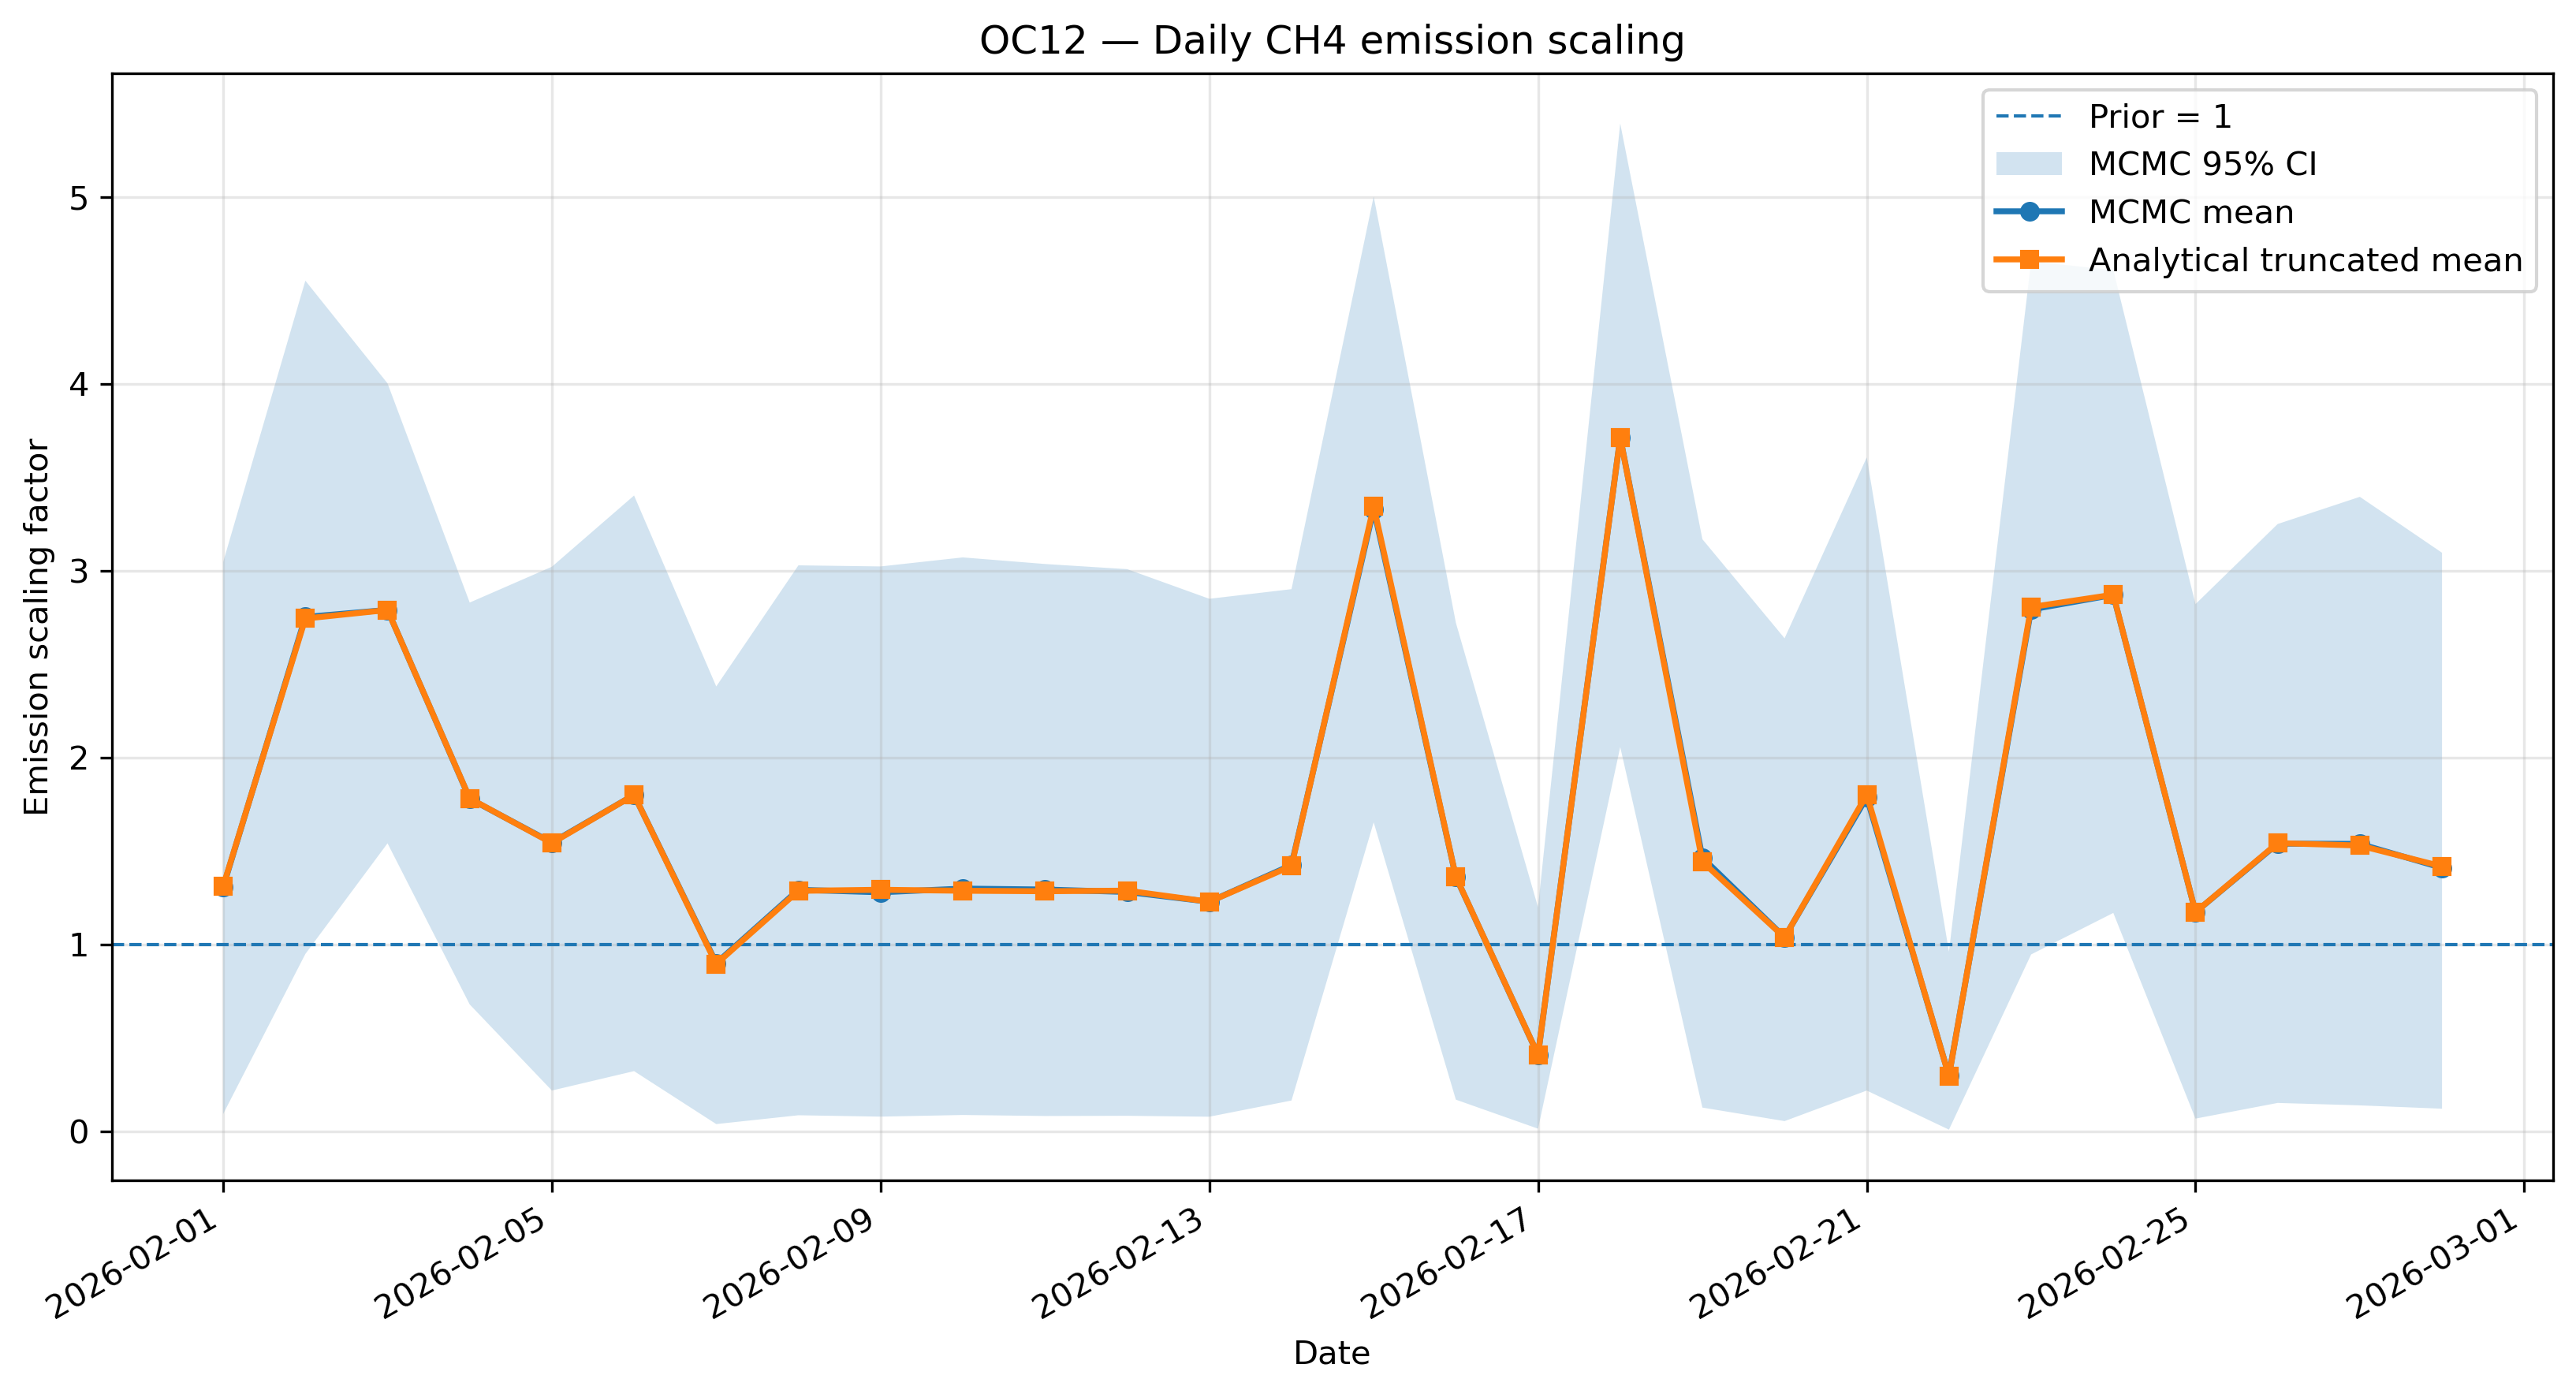 OC12 — Daily CH4 emission scaling
Prior = 1
MCMC 95% CI
MCMC mean
Analytical truncated mean
Emission scaling factor
5
4
3
2
1
0
2026-02-01
2026-02-05
2026-02-09
2026-02-13
2026-02-17
2026-02-21
2026-02-25
2026-03-01
Date